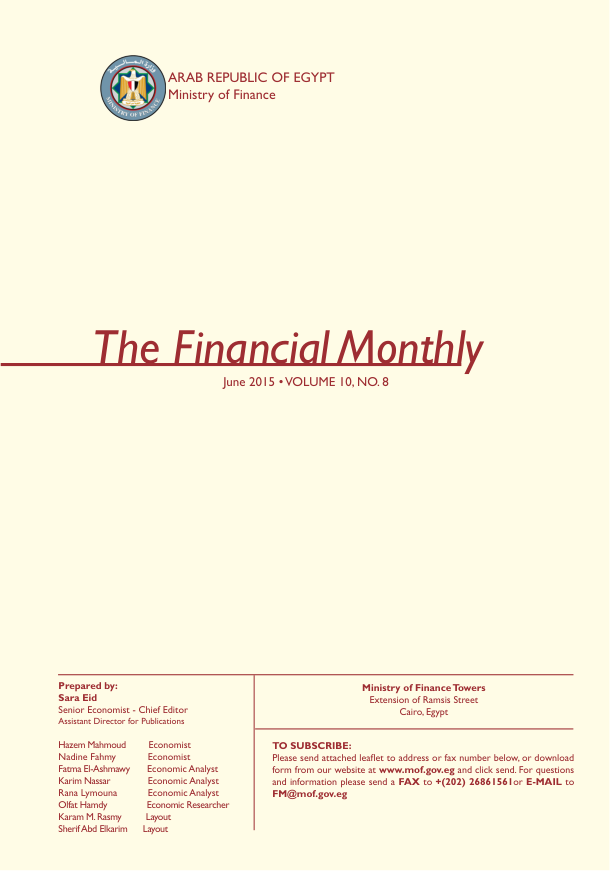 وزارة المالية
MINISTRY OF FINANCE
ARAB REPUBLIC OF EGYPT
Ministry of Finance
The Financial Monthly
June 2015 • VOLUME 10, NO. 8
Prepared by:
Sara Eid
Senior Economist - Chief Editor
Assistant Director for Publications
Hazem Mahmoud Economist
Nadine Fahmy Economist
Fatma El-Ashmawy Economic Analyst
Karim Nassar Economic Analyst
Rana Lymouna Economic Analyst
Olfat Hamdy Economic Researcher
Karam M. Rasmy Layout
Sherif Abd Elkarim Layout
Ministry of Finance Towers
Extension of Ramsis Street
Cairo, Egypt
TO SUBSCRIBE:
Please send attached leaflet to address or fax number below, or download
form from our website at www.mof.gov.eg and click send. For questions
and information please send a FAX to +(202) 26861561or E-MAIL to
FM@mof.gov.eg